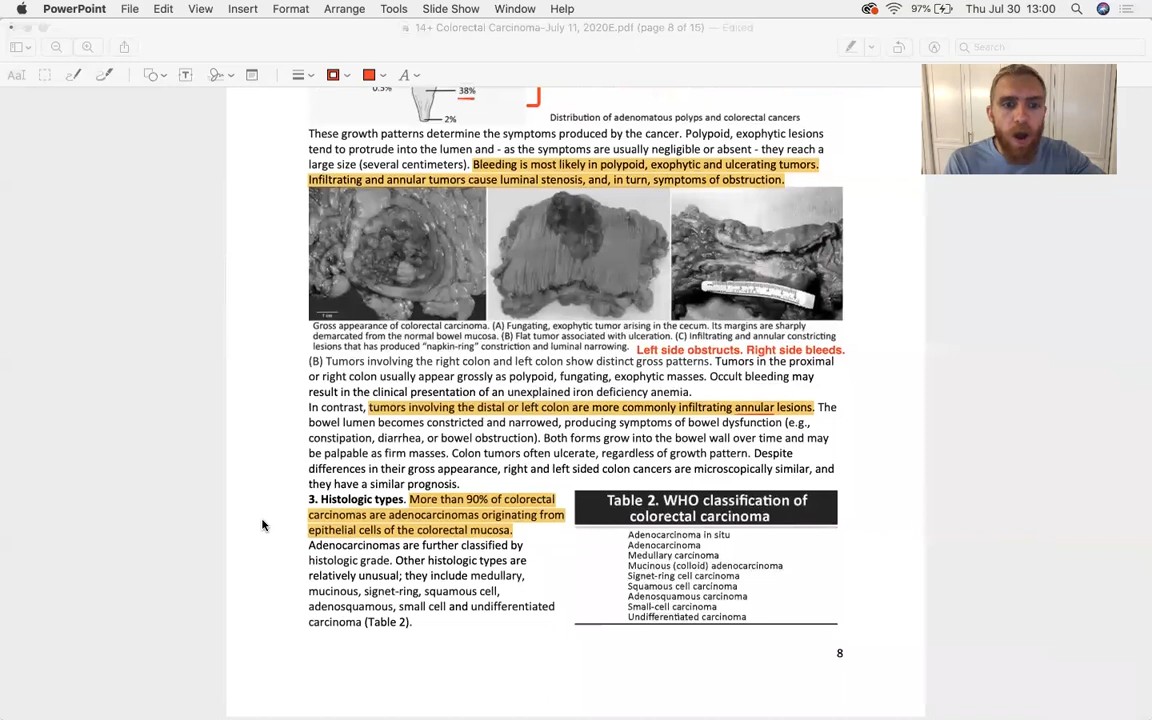 PowerPoint File Edit View Insert Format Arrange Tools Slide Show Window Help 97% Thu Jul 30 13:00
14+ Colorectal Carcinoma-July 11, 2020E.pdf (page 8 of 15) — Edited
Search
0.5%
38%
2%
Distribution of adenomatous polyps and colorectal cancers
These growth patterns determine the symptoms produced by the cancer. Polypoid, exophytic lesions
tend to protrude into the lumen and - as the symptoms are usually negligible or absent - they reach a
large size (several centimeters). Bleeding is most likely in polypoid, exophytic and ulcerating tumors.
Infiltrating and annular tumors cause luminal stenosis, and, in turn, symptoms of obstruction.
Gross appearance of colorectal carcinoma. (A) Fungating, exophytic tumor arising in the cecum. Its margins are sharply
demarcated from the normal bowel mucosa. (B) Flat tumor associated with ulceration. (C) Infiltrating and annular constricting
lesions that has produced “napkin-ring” constriction and luminal narrowing. Left side obstructs. Right side bleeds.
(B) Tumors involving the right colon and left colon show distinct gross patterns. Tumors in the proximal
or right colon usually appear grossly as polypoid, fungating, exophytic masses. Occult bleeding may
result in the clinical presentation of an unexplained iron deficiency anemia.
In contrast, tumors involving the distal or left colon are more commonly infiltrating annular lesions. The
bowel lumen becomes constricted and narrowed, producing symptoms of bowel dysfunction (e.g.,
constipation, diarrhea, or bowel obstruction). Both forms grow into the bowel wall over time and may
be palpable as firm masses. Colon tumors often ulcerate, regardless of growth pattern. Despite
differences in their gross appearance, right and left sided colon cancers are microscopically similar, and
they have a similar prognosis.
3. Histologic types. More than 90% of colorectal
carcinomas are adenocarcinomas originating from
epithelial cells of the colorectal mucosa.
Adenocarcinomas are further classified by
histologic grade. Other histologic types are
relatively unusual; they include medullary,
mucinous, signet-ring, squamous cell,
adenosquamous, small cell and undifferentiated
carcinoma (Table 2).
Table 2. WHO classification of
colorectal carcinoma
Adenocarcinoma in situ
Adenocarcinoma
Medullary carcinoma
Mucinous (colloid) adenocarcinoma
Signet-ring cell carcinoma
Squamous cell carcinoma
Adenosquamous carcinoma
Small-cell carcinoma
Undifferentiated carcinoma
8